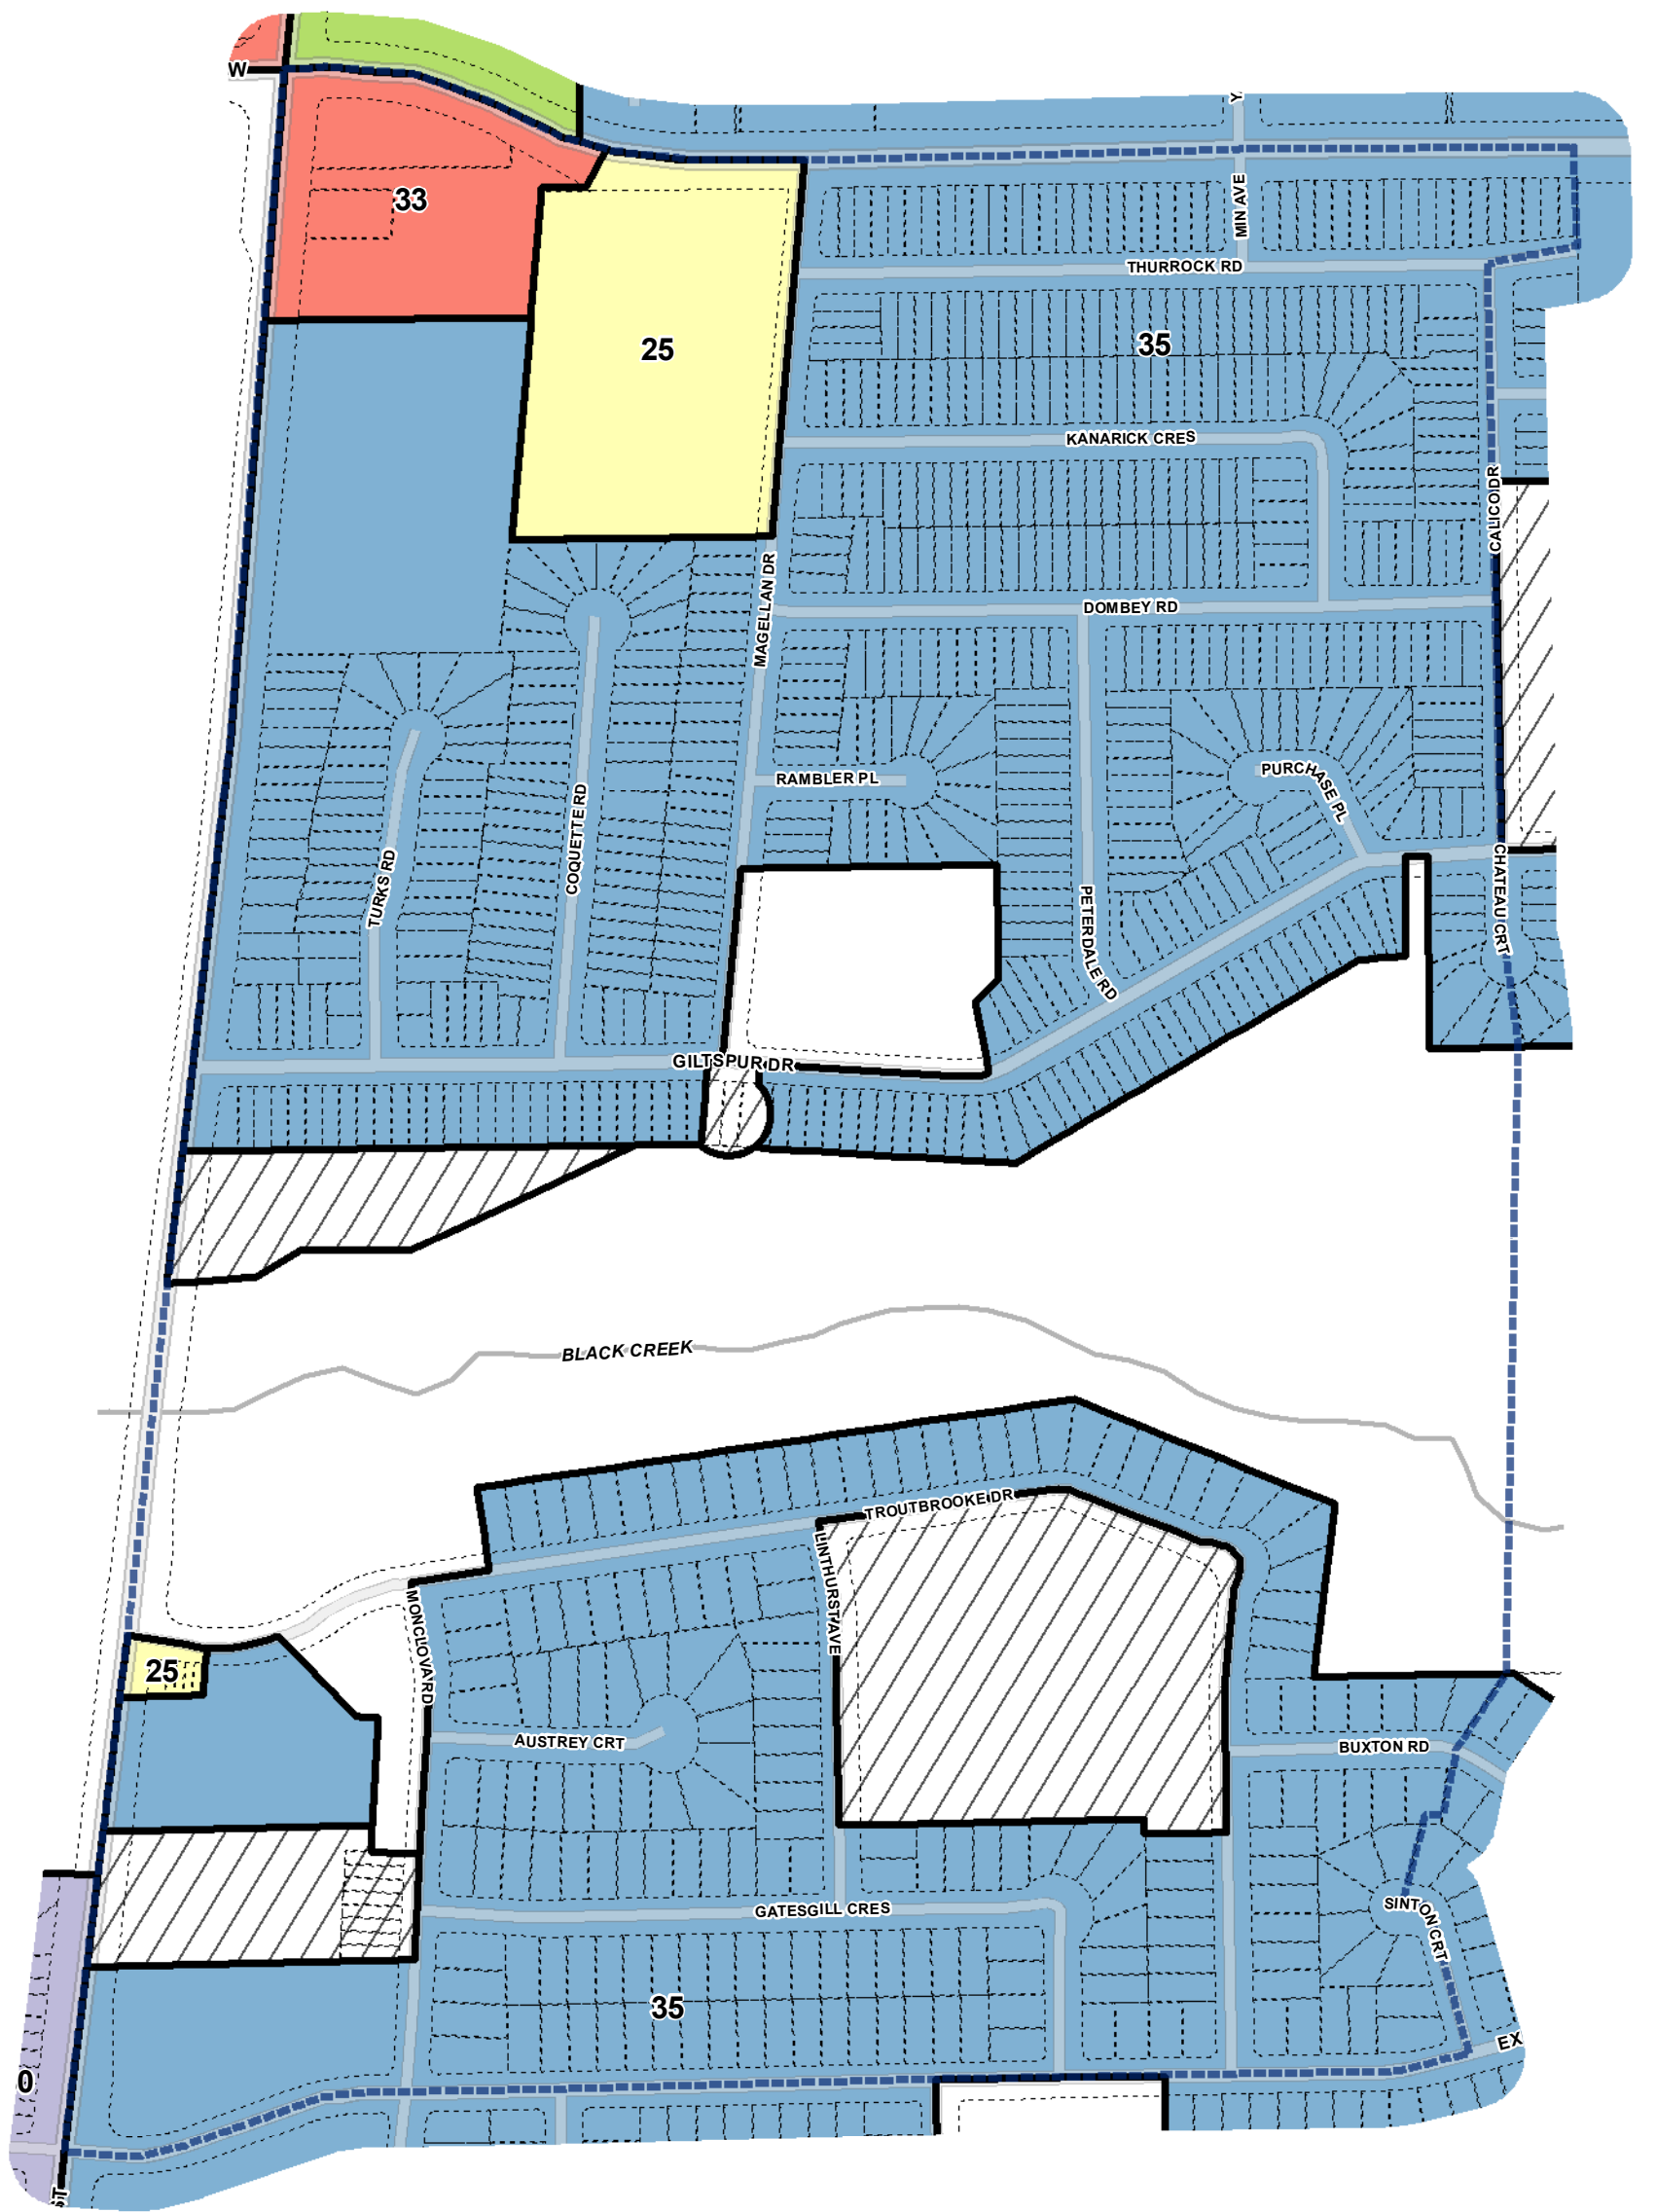 W
Y
33
MIN AVE
THURROCK RD
25
35
KANARICK CRES
CALICO DR
MAGELLAN DR
DOMBEY RD
RAMBLER PL
PURCHASE PL
COQUETTE RD
TURKS RD
CHATEAU CRT
PETERDALE RD
GILTSPUR DR
BLACK CREEK
TROUTBROOKE DR
LINTHURST AVE
MONCLOVA RD
25
AUSTREY CRT
BUXTON RD
GATESGILL CRES
SINTON CRT
35
EX
0
ST